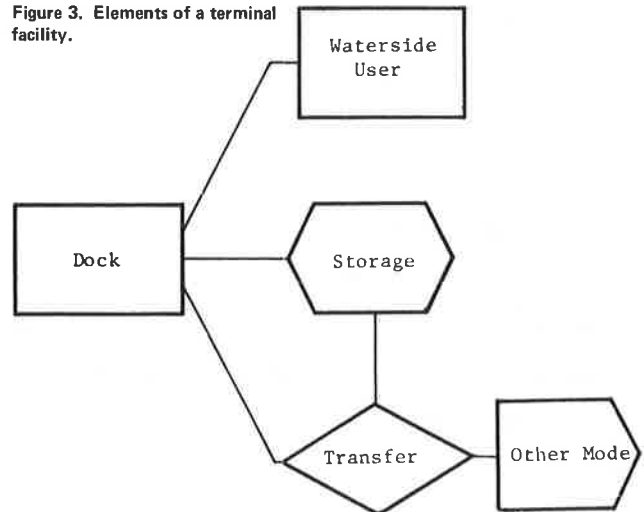 Figure 3. Elements of a terminal
facility.
Waterside
User
Dock
Storage
Transfer
Other Mode